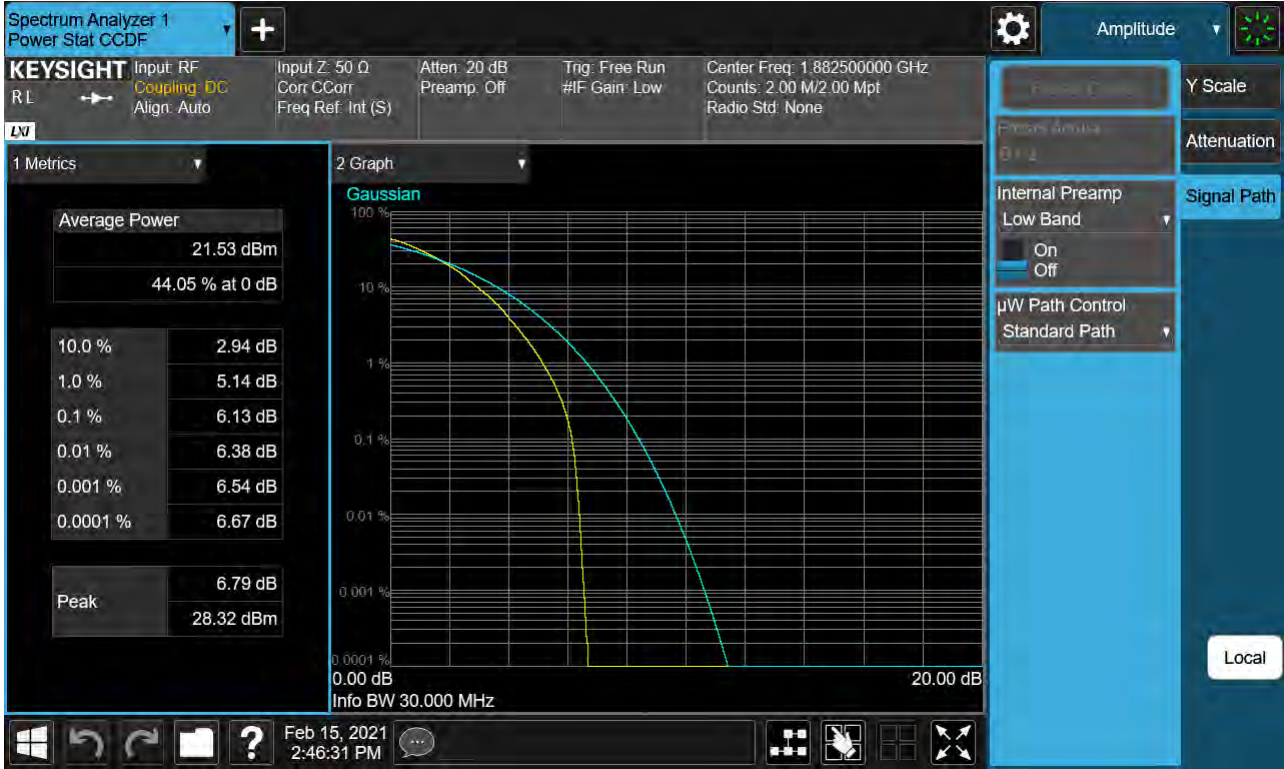 Spectrum Analyzer 1
Power Stat CCDF
Amplitude
KEYSIGHT
Input: RF
Coupling: DC
Align: Auto
Input Z: 50 Ω
Corr CCorr
Freq Ref: Int (S)
Atten: 20 dB
Preamp: Off
Trig: Free Run
#IF Gain: Low
Center Freq: 1.882500000 GHz
Counts: 2.00 M/2.00 Mpt
Radio Std: None
R L
LXI
1 Metrics
Average Power
21.53 dBm
44.05 % at 0 dB
10.0 % 2.94 dB
1.0 % 5.14 dB
0.1 % 6.13 dB
0.01 % 6.38 dB
0.001 % 6.54 dB
0.0001 % 6.67 dB
Peak
6.79 dB
28.32 dBm
2 Graph
Gaussian
100 %
10 %
1 %
0.1 %
0.01 %
0.001 %
0.0001 %
0.00 dB 20.00 dB
Info BW 30.000 MHz
Internal Preamp
Low Band
On
Off
µW Path Control
Standard Path
Y Scale
Attenuation
Signal Path
Local
?
Feb 15, 2021
2:46:31 PM